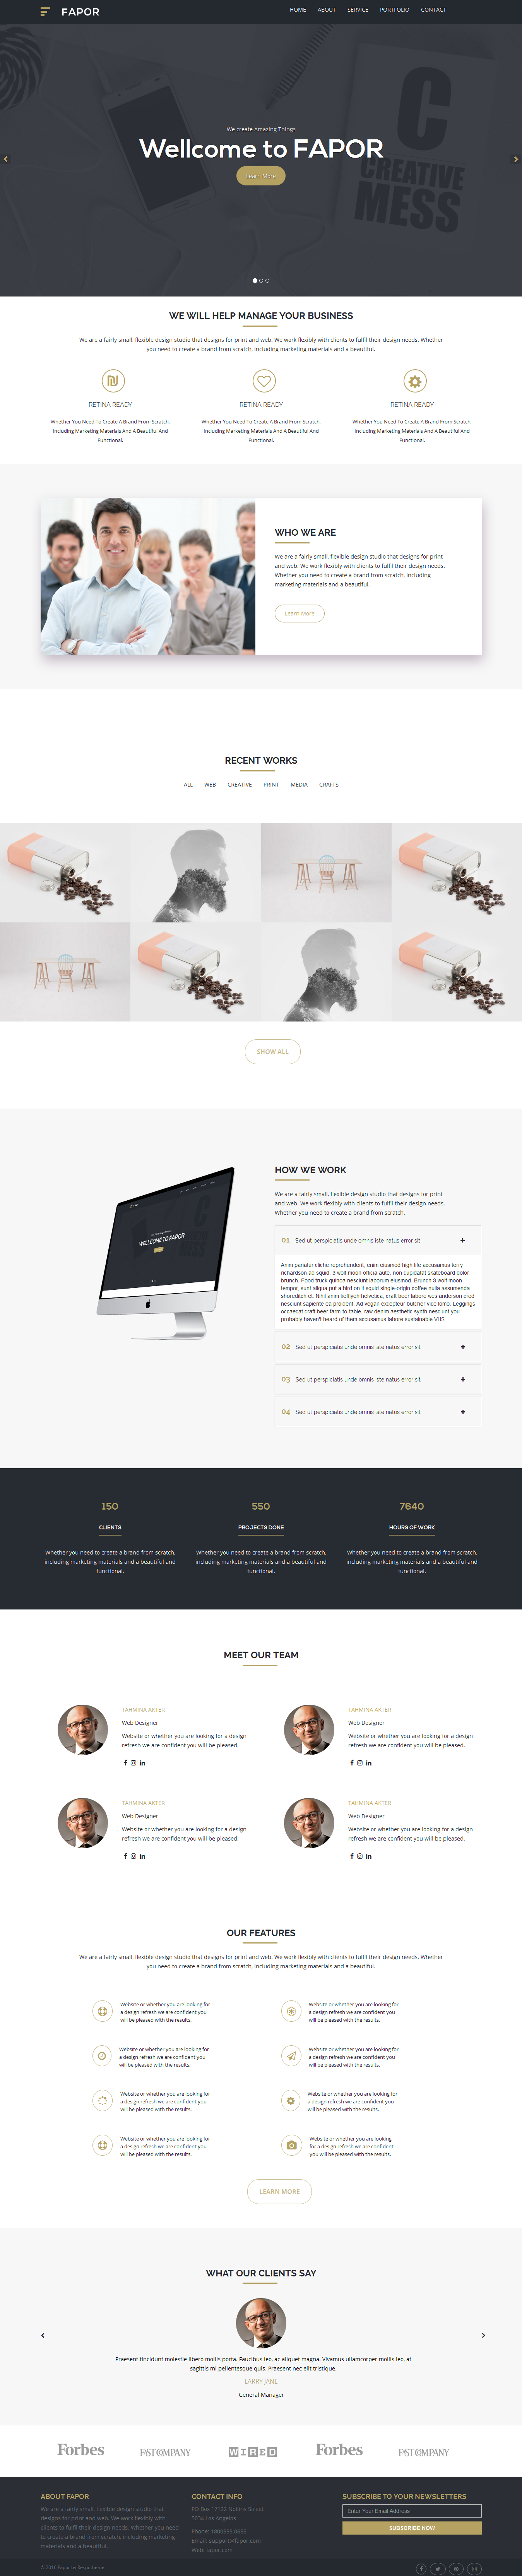 FAPOR
HOME ABOUT SERVICE PORTFOLIO CONTACT
C
CREATIVE
MESS
We create Amazing Things
Wellcome to FAPOR
Learn More
WE WILL HELP MANAGE YOUR BUSINESS
We are a fairly small, flexible design studio that designs for print and web. We work flexibly with clients to fulfil their design needs. Whether
you need to create a brand from scratch, including marketing materials and a beautiful.
RETINA READY
Whether You Need To Create A Brand From Scratch,
Including Marketing Materials And A Beautiful And
Functional.
RETINA READY
Whether You Need To Create A Brand From Scratch,
Including Marketing Materials And A Beautiful And
Functional.
RETINA READY
Whether You Need To Create A Brand From Scratch,
Including Marketing Materials And A Beautiful And
Functional.
WHO WE ARE
We are a fairly small, flexible design studio that designs for print
and web. We work flexibly with clients to fulfil their design needs.
Whether you need to create a brand from scratch, including
marketing materials and a beautiful.
Learn More
RECENT WORKS
ALL WEB CREATIVE PRINT MEDIA CRAFTS
SHOW ALL
WELLCOME TO FAPOR
HOW WE WORK
We are a fairly small, flexible design studio that designs for print
and web. We work flexibly with clients to fulfil their design needs.
Whether you need to create a brand from scratch.
01 Sed ut perspiciatis unde omnis iste natus error sit +
Anim pariatur cliche reprehenderit, enim eiusmod high life accusamus terry
richardson ad squid. 3 wolf moon officia aute, non cupidatat skateboard dolor
brunch. Food truck quinoa nesciunt laborum eiusmod. Brunch 3 wolf moon
tempor, sunt aliqua put a bird on it squid single-origin coffee nulla assumenda
shoreditch et. Nihil anim keffiyeh helvetica, craft beer labore wes anderson cred
nesciunt sapiente ea proident. Ad vegan excepteur butcher vice lomo. Leggings
occaecat craft beer farm-to-table, raw denim aesthetic synth nesciunt you
probably haven't heard of them accusamus labore sustainable VHS.
02 Sed ut perspiciatis unde omnis iste natus error sit +
03 Sed ut perspiciatis unde omnis iste natus error sit +
04 Sed ut perspiciatis unde omnis iste natus error sit +
150
CLIENTS
Whether you need to create a brand from scratch,
including marketing materials and a beautiful and
functional.
550
PROJECTS DONE
Whether you need to create a brand from scratch,
including marketing materials and a beautiful and
functional.
7640
HOURS OF WORK
Whether you need to create a brand from scratch,
including marketing materials and a beautiful and
functional.
MEET OUR TEAM
TAHMINA AKTER
Web Designer
Website or whether you are looking for a design
refresh we are confident you will be pleased.
TAHMINA AKTER
Web Designer
Website or whether you are looking for a design
refresh we are confident you will be pleased.
TAHMINA AKTER
Web Designer
Website or whether you are looking for a design
refresh we are confident you will be pleased.
TAHMINA AKTER
Web Designer
Website or whether you are looking for a design
refresh we are confident you will be pleased.
OUR FEATURES
We are a fairly small, flexible design studio that designs for print and web. We work flexibly with clients to fulfil their design needs. Whether
you need to create a brand from scratch, including marketing materials and a beautiful.
Website or whether you are looking for
a design refresh we are confident you
will be pleased with the results.
Website or whether you are looking for
a design refresh we are confident you
will be pleased with the results.
Website or whether you are looking for
a design refresh we are confident you
will be pleased with the results.
Website or whether you are looking for
a design refresh we are confident you
will be pleased with the results.
Website or whether you are looking for
a design refresh we are confident you
will be pleased with the results.
Website or whether you are looking for
a design refresh we are confident you
will be pleased with the results.
Website or whether you are looking for
a design refresh we are confident you
will be pleased with the results.
Website or whether you are looking
for a design refresh we are confident
you will be pleased with the results.
LEARN MORE
WHAT OUR CLIENTS SAY
Praesent tincidunt molestie libero mollis porta. Faucibus leo, ac aliquet magna. Vivamus ullamcorper mollis leo, at
sagittis mi pellentesque quis. Praesent nec elit tristique.
LARRY JANE
General Manager
Forbes FAST COMPANY WIRED Forbes FAST COMPANY
ABOUT FAPOR
We are a fairly small, flexible design studio that
designs for print and web. We work flexibly with
clients to fulfil their design needs. Whether you need
to create a brand from scratch, including marketing
materials and a beautiful.
CONTACT INFO
PO Box 17122 Nollins Street
5034 Los Angeles
Phone: 1800555-6658
Email: support@fapor.com
Web: fapor.com
SUBSCRIBE TO YOUR NEWSLETTERS
Enter Your Email Address
SUBSCRIBE NOW
© 2016 Fapor by Respotheme